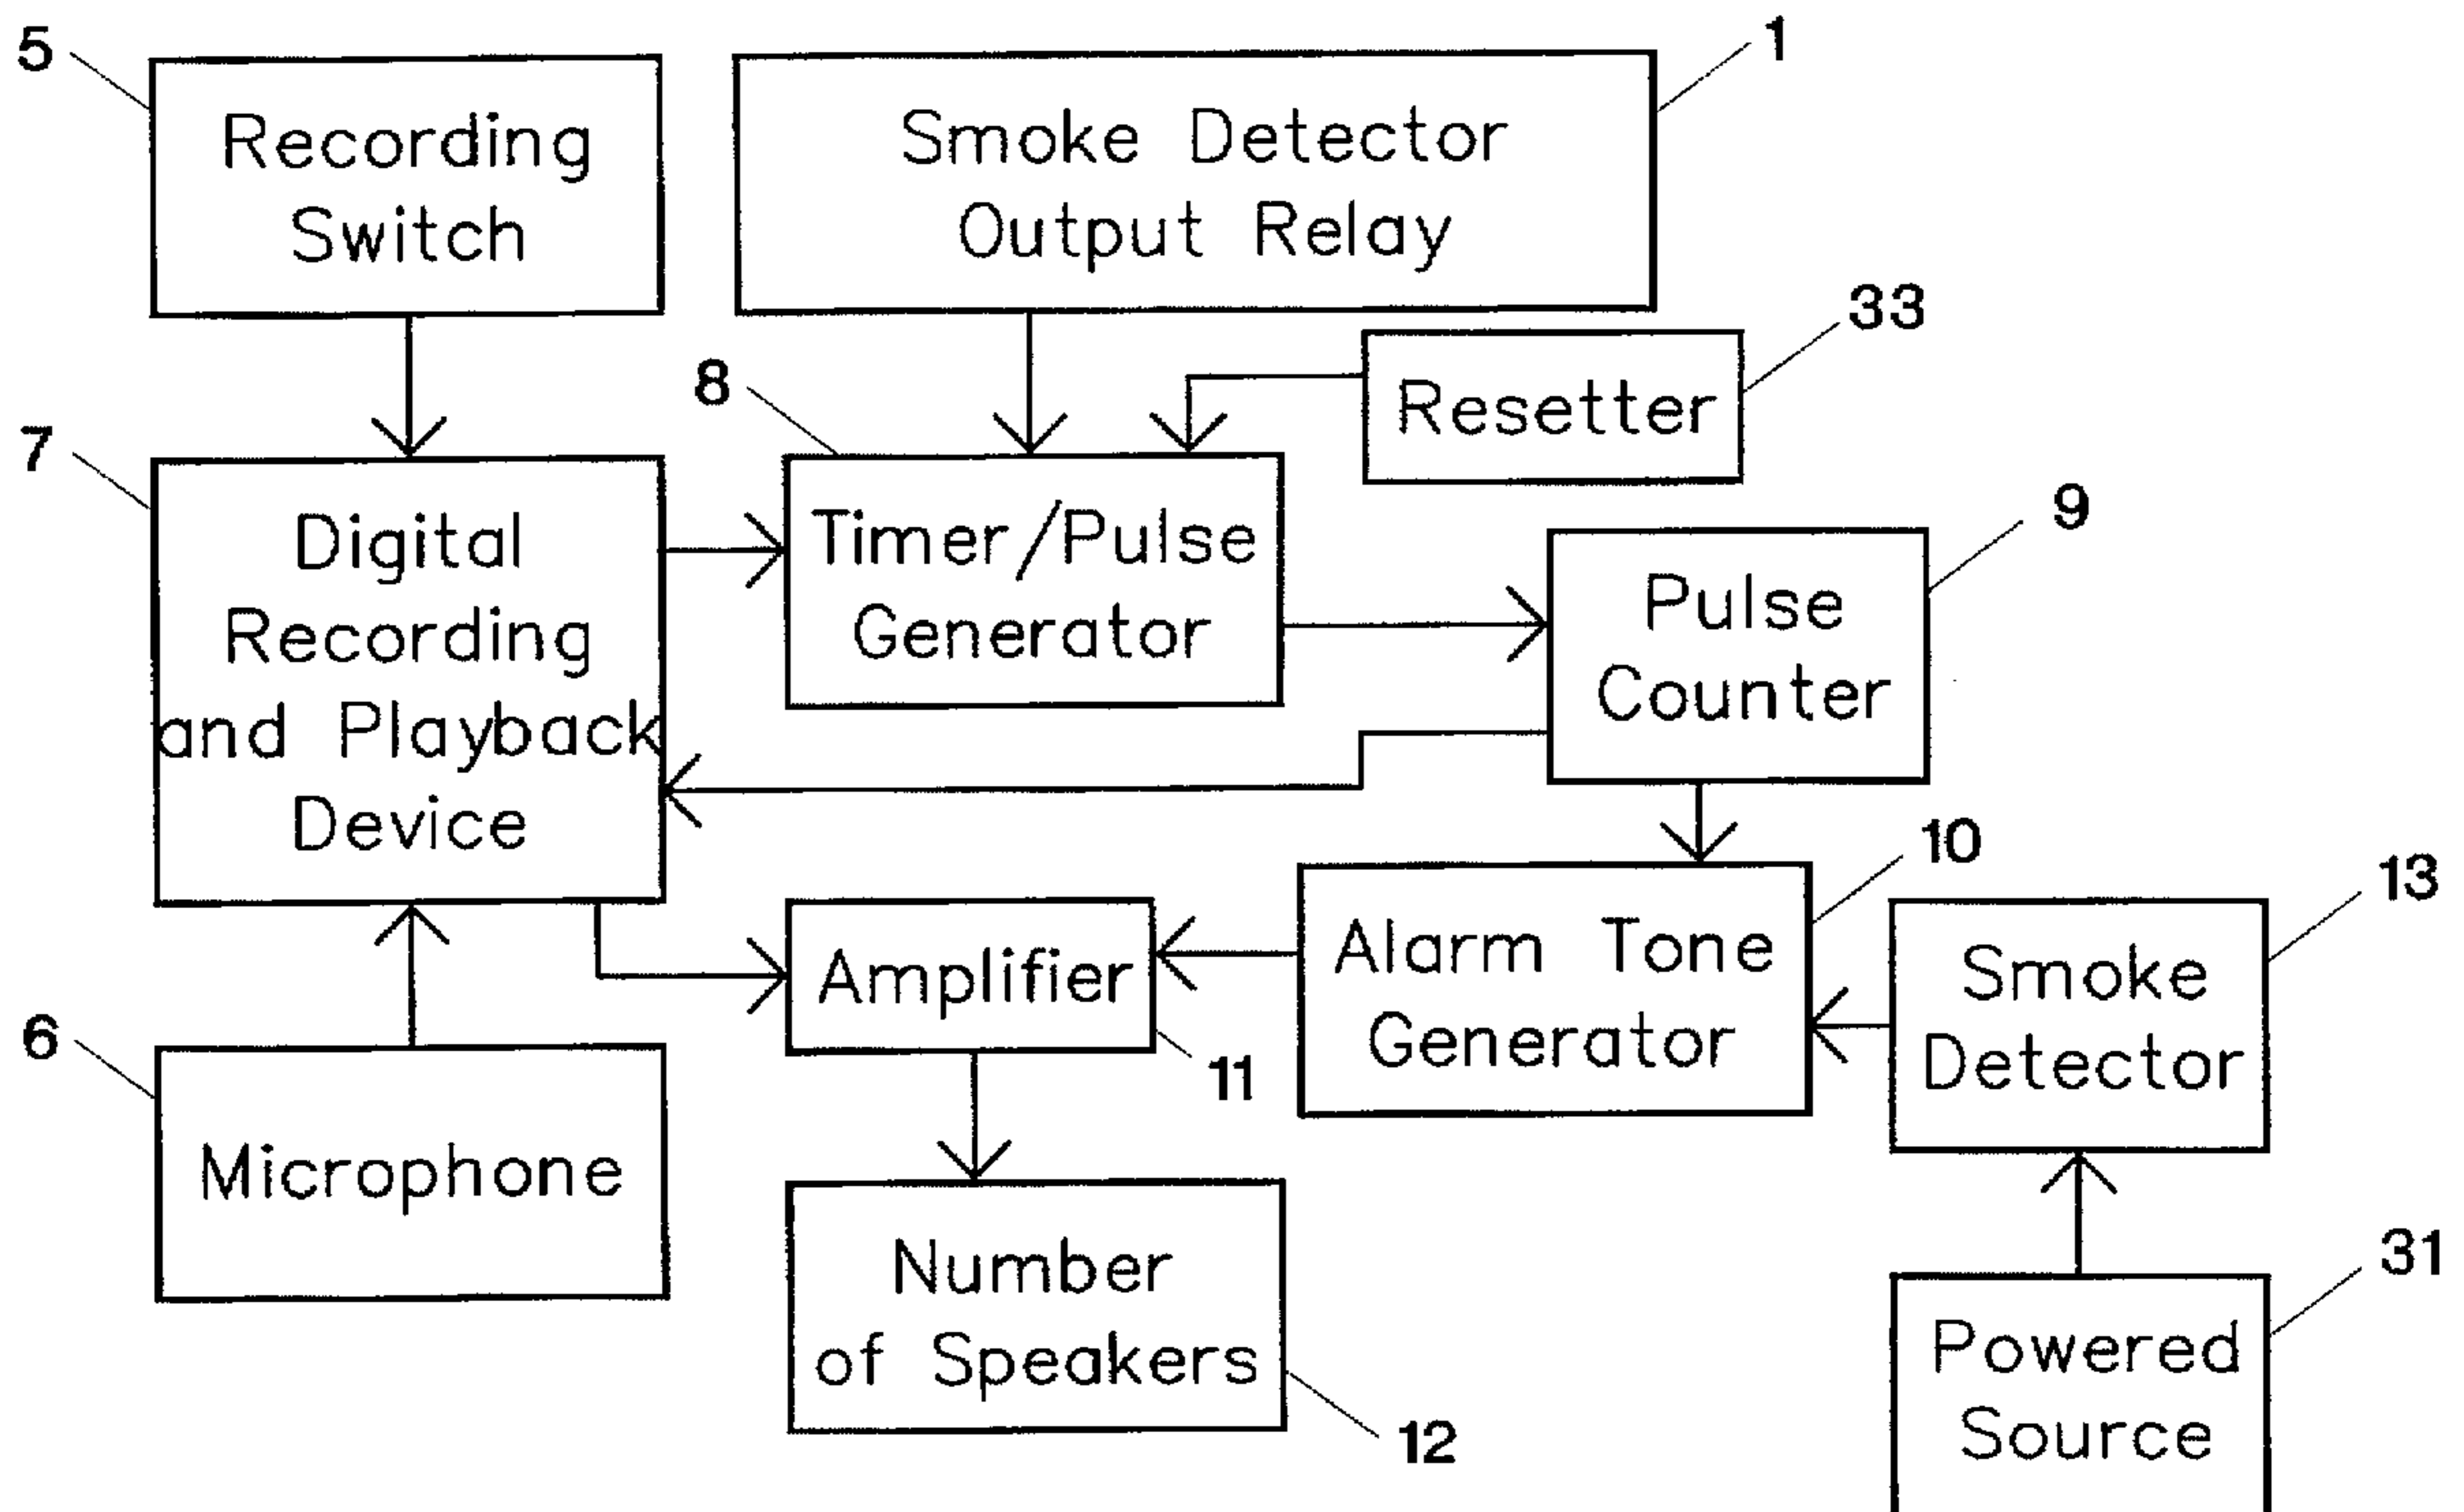 5
Recording
Switch
1
Smoke Detector
Output Relay
33
Resetter
8
Timer/Pulse
Generator
7
Digital
Recording
and Playback
Device
9
Pulse
Counter
10
Alarm Tone
Generator
13
Smoke
Detector
Amplifier
11
6
Microphone
Number
of Speakers
12
31
Powered
Source